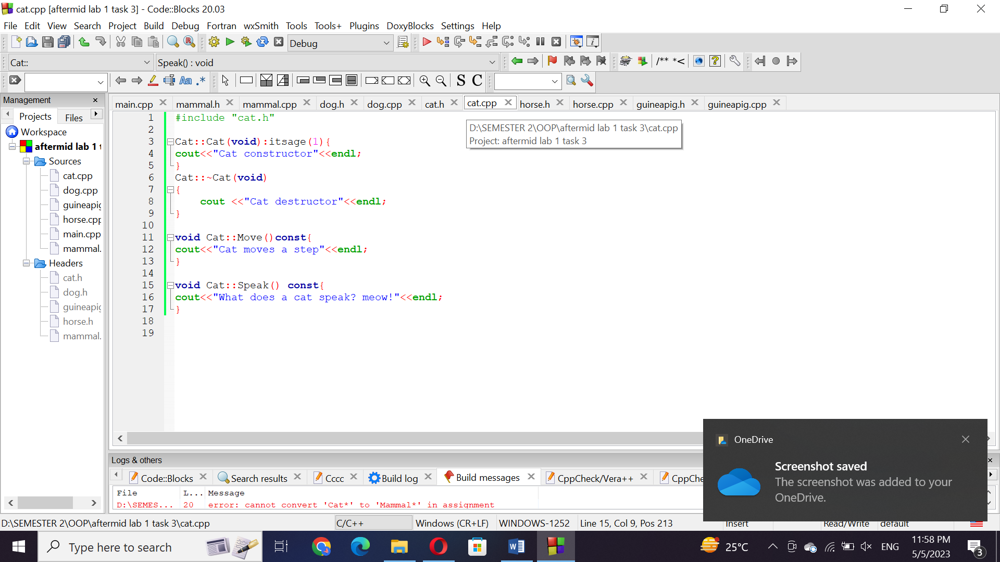 cat.cpp [aftermid lab 1 task 3] - Code::Blocks 20.03
File Edit View Search Project Build Debug Fortran wxSmith Tools Tools+ Plugins DoxyBlocks Settings Help
Debug
Cat:: Speak() : void
/** *<
Aa .* S C
Management
Projects Files
Workspace
aftermid lab 1 t
Sources
cat.cpp
dog.cpp
guineapig
horse.cpp
main.cpp
mammal.
Headers
cat.h
dog.h
guineapig
horse.h
mammal.
main.cpp mammal.h mammal.cpp dog.h dog.cpp cat.h cat.cpp horse.h horse.cpp guineapig.h guineapig.cpp
D:\SEMESTER 2\OOP\aftermid lab 1 task 3\cat.cpp
Project: aftermid lab 1 task 3
1 #include "cat.h"
2
3 Cat::Cat(void):itsage(1){
4 cout<<"Cat constructor"<<endl;
5 }
6 Cat::~Cat(void)
7 {
8 cout <<"Cat destructor"<<endl;
9 }
10
11 void Cat::Move()const{
12 cout<<"Cat moves a step"<<endl;
13 }
14
15 void Cat::Speak() const{
16 cout<<"What does a cat speak? meow!"<<endl;
17 }
18
19
Logs & others
Code::Blocks Search results Cccc Build log Build messages CppCheck/Vera++ CppChe
File L... Message
D:\SEMES... 20 error: cannot convert 'Cat*' to 'Mammal*' in assignment
OneDrive
Screenshot saved
The screenshot was added to your
OneDrive.
D:\SEMESTER 2\OOP\aftermid lab 1 task 3\cat.cpp C/C++ Windows (CR+LF) WINDOWS-1252 Line 15, Col 9, Pos 213 Insert Read/Write default
Type here to search
25°C
ENG
11:58 PM
5/5/2023
3